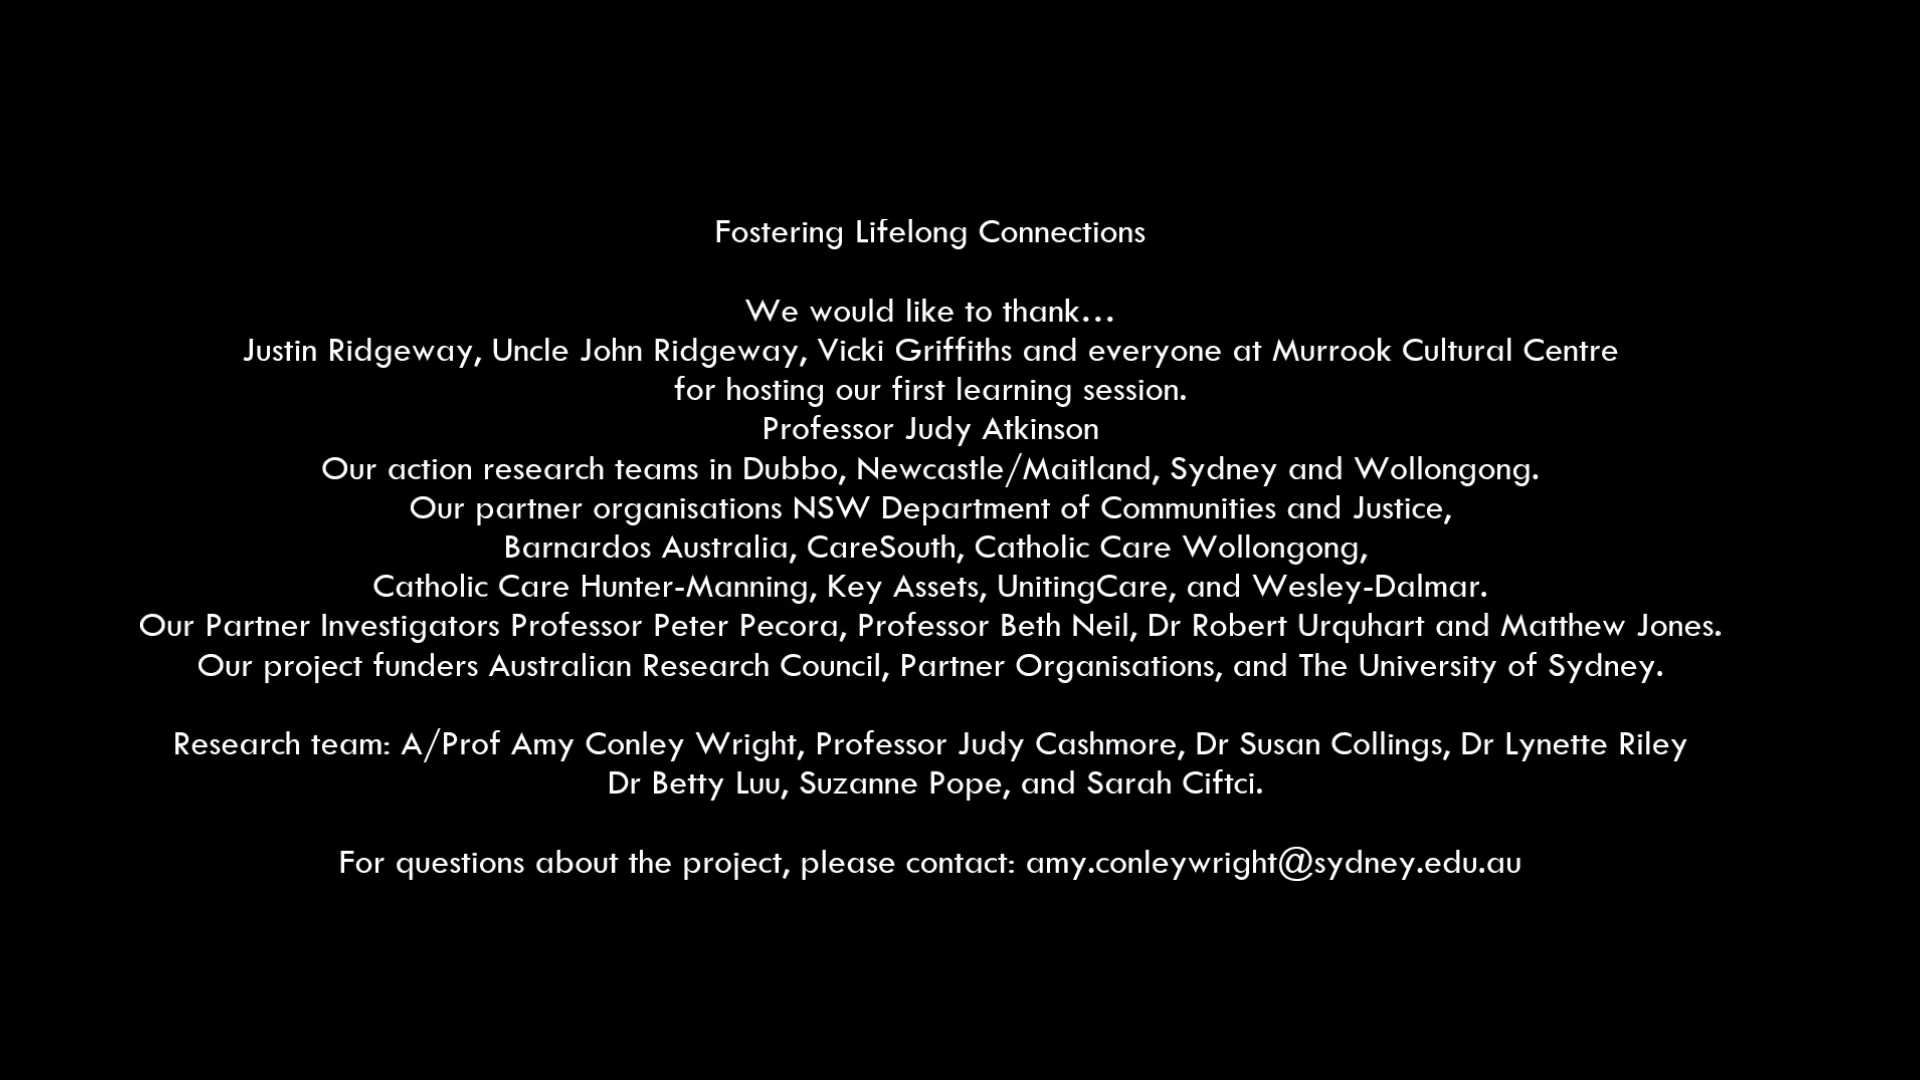 Fostering Lifelong Connections
We would like to thank...
Justin Ridgeway, Uncle John Ridgeway, Vicki Griffiths and everyone at Murrook Cultural Centre
for hosting our first learning session.
Professor Judy Atkinson
Our action research teams in Dubbo, Newcastle/Maitland, Sydney and Wollongong.
Our partner organisations NSW Department of Communities and Justice,
Barnardos Australia, CareSouth, Catholic Care Wollongong,
Catholic Care Hunter-Manning, Key Assets, UnitingCare, and Wesley-Dalmar.
Our Partner Investigators Professor Peter Pecora, Professor Beth Neil, Dr Robert Urquhart and Matthew Jones.
Our project funders Australian Research Council, Partner Organisations, and The University of Sydney.
Research team: A/Prof Amy Conley Wright, Professor Judy Cashmore, Dr Susan Collings, Dr Lynette Riley
Dr Betty Luu, Suzanne Pope, and Sarah Ciftci.
For questions about the project, please contact: amy.conleywright@sydney.edu.au